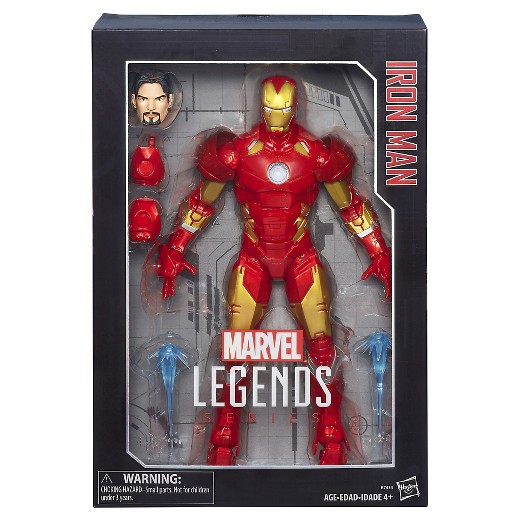 IRON MAN
MARVEL
LEGENDS
SERIES
WARNING:
CHOKING HAZARD- Small parts. Not for children
under 3 years.
AGE-EDAD-IDADE 4+
Hasbro